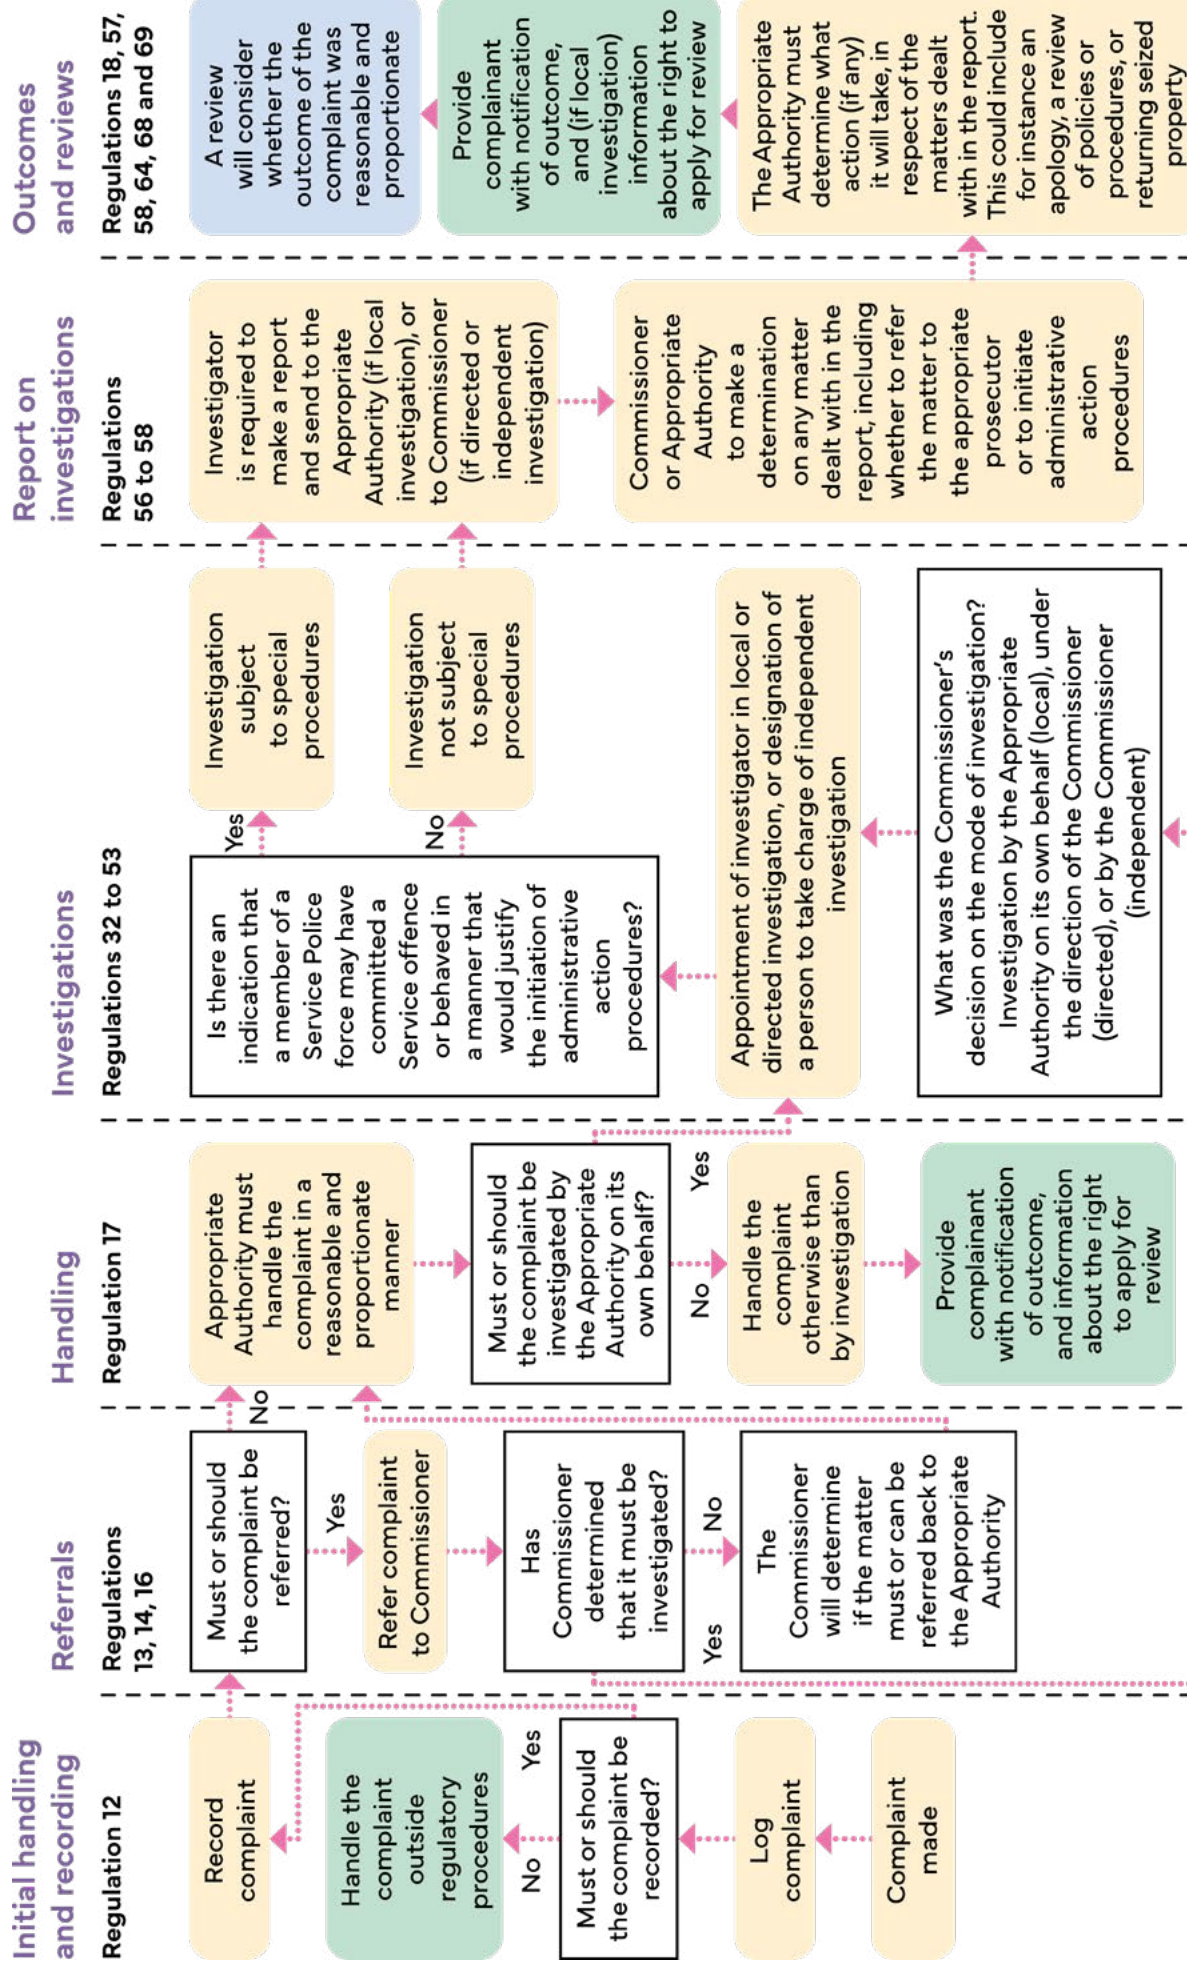 Initial handling
and recording
Regulation 12
Record
complaint
Handle the
complaint
outside
regulatory
procedures
No
Yes
Must or should
the complaint be
recorded?
Log
complaint
Complaint
made
Referrals
Regulations
13, 14, 16
Must or should
the complaint be
referred?
No
Yes
Refer complaint
to Commissioner
Has
Commissioner
determined
that it must be
investigated?
Yes
No
The
Commissioner
will determine
if the matter
must or can be
referred back to
the Appropriate
Authority
Handling
Regulation 17
Appropriate
Authority must
handle the
complaint in a
reasonable and
proportionate
manner
Must or should
the complaint be
investigated by
the Appropriate
Authority on its
own behalf?
No
Yes
Handle the
complaint
otherwise than
by investigation
Provide
complainant
with notification
of outcome,
and information
about the right
to apply for
review
Investigations
Regulations 32 to 53
Is there an
indication that
a member of a
Service Police
force may have
committed a
Service offence
or behaved in
a manner that
would justify
the initiation of
administrative
action
procedures?
Yes
Investigation
subject
to special
procedures
No
Investigation
not subject
to special
procedures
Appointment of investigator in local or
directed investigation, or designation of
a person to take charge of independent
investigation
What was the Commissioner's
decision on the mode of investigation?
Investigation by the Appropriate
Authority on its own behalf (local), under
the direction of the Commissioner
(directed), or by the Commissioner
(independent)
Report on
investigations
Regulations
56 to 58
Investigator
is required to
make a report
and send to the
Appropriate
Authority (if local
investigation), or
to Commissioner
(if directed or
independent
investigation)
Commissioner
or Appropriate
Authority
to make a
determination
on any matter
dealt with in the
report, including
whether to refer
the matter to
the appropriate
prosecutor
or to initiate
administrative
action
procedures
Outcomes
and reviews
Regulations 18, 57,
58, 64, 68 and 69
A review
will consider
whether the
outcome of the
complaint was
reasonable and
proportionate
Provide
complainant
with notification
of outcome,
and (if local
investigation)
information
about the right to
apply for review
The Appropriate
Authority must
determine what
action (if any)
it will take, in
respect of the
matters dealt
with in the report.
This could include
for instance an
apology, a review
of policies or
procedures, or
returning seized
property